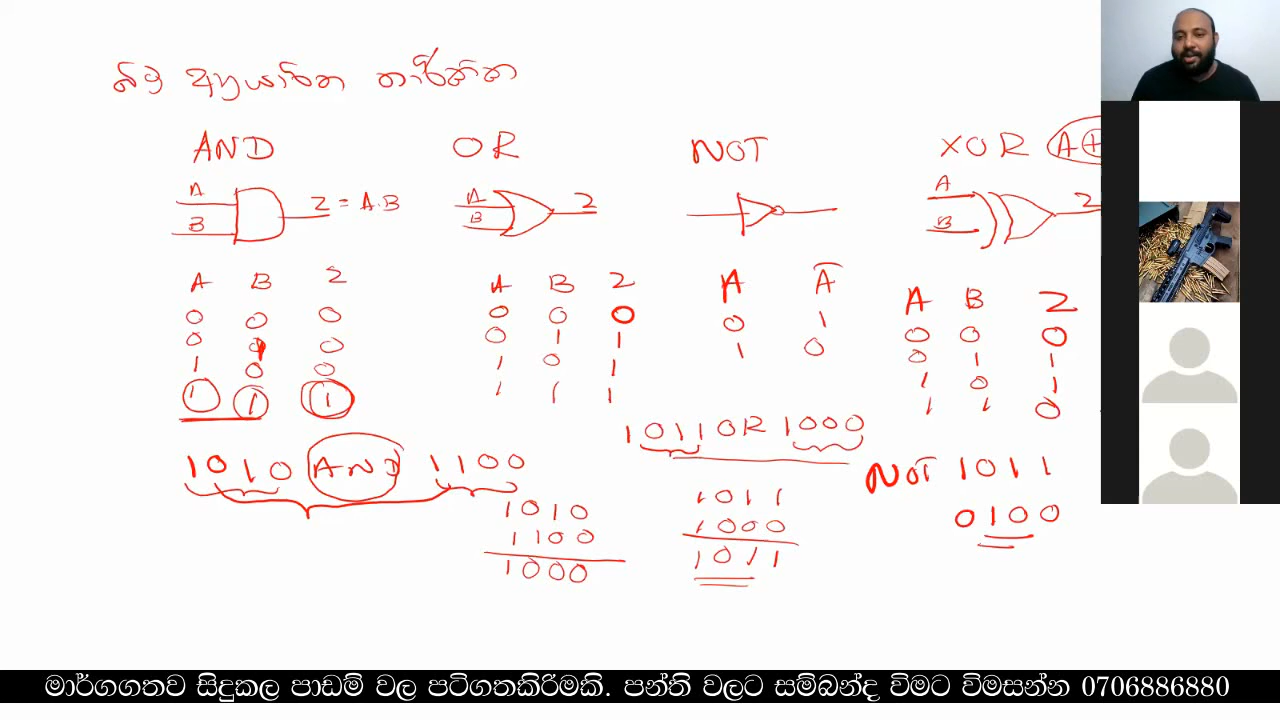 බිටු අනුසාරිත තාර්කික
AND OR NOT XOR A+
A B Z = A.B
A B Z
A B Z
A B Z
A B Z
A Ā
A B Z
0 0 0
0 1 0
1 0 0
1 1 1
0 0 0
0 1 1
1 0 1
1 1 1
0 1
1 0
0 0 0
0 1 1
1 0 1
1 1 0
1010 AND 1100
1010
1100
1000
1011 OR 1000
1011
1000
1011
NOT 1011
0100
මාර්ගගතව සිදුකල පාඩම් වල පටිගතකිරිමකි. පන්ති වලට සම්බන්ද විමට විමසන්න 0706886880